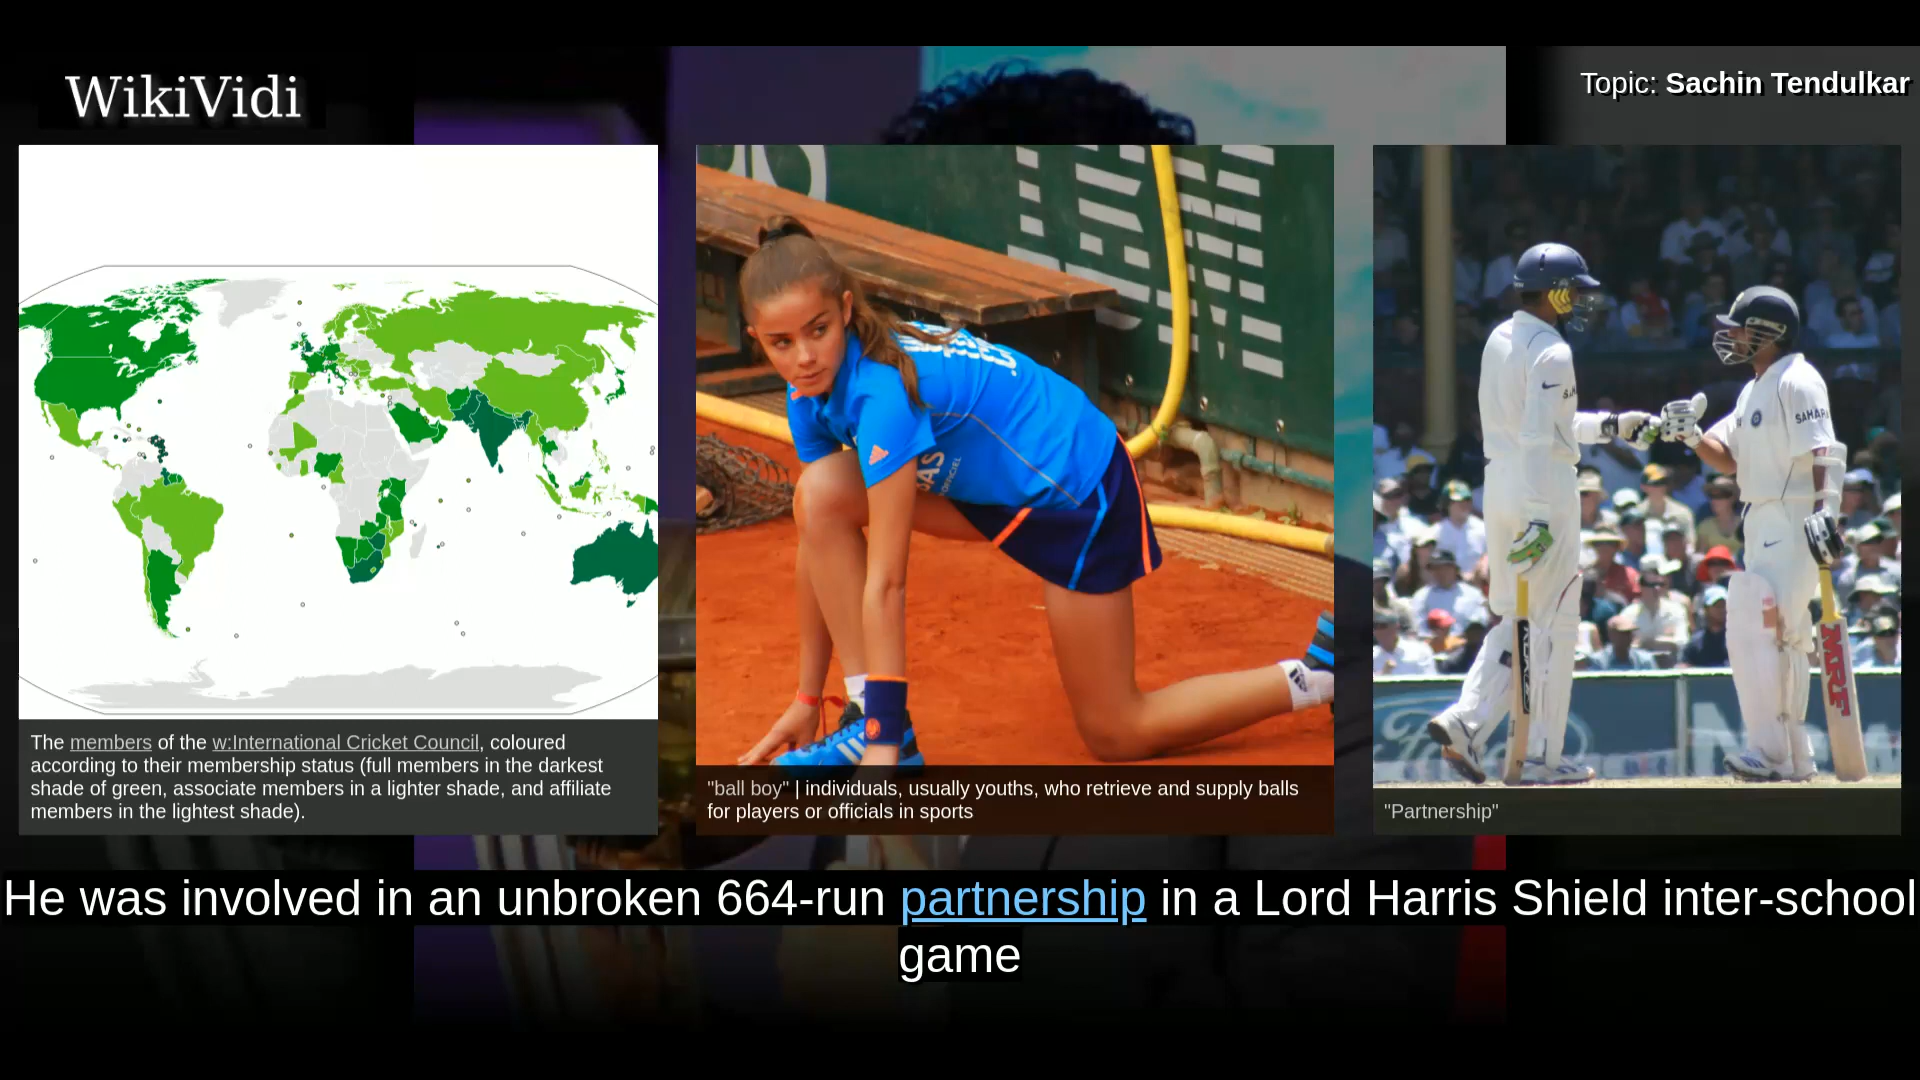 WikiVidi
Topic: Sachin Tendulkar
IBM
SAHARA
MRF
The members of the w:International Cricket Council, coloured
according to their membership status (full members in the darkest
shade of green, associate members in a lighter shade, and affiliate
members in the lightest shade).
"ball boy" | individuals, usually youths, who retrieve and supply balls
for players or officials in sports
"Partnership"
He was involved in an unbroken 664-run partnership in a Lord Harris Shield inter-school
game